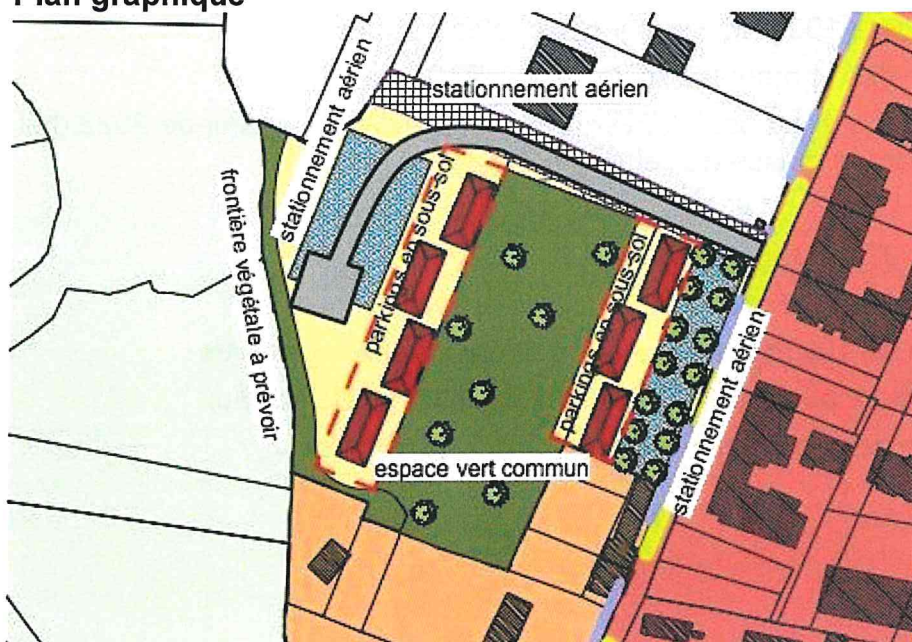 Plan graphique
stationnement aérien
stationnement aérien
frontière végétale à prévoir
parkings en sous-sol
parkings en sous-sol
stationnement aérien
espace vert commun